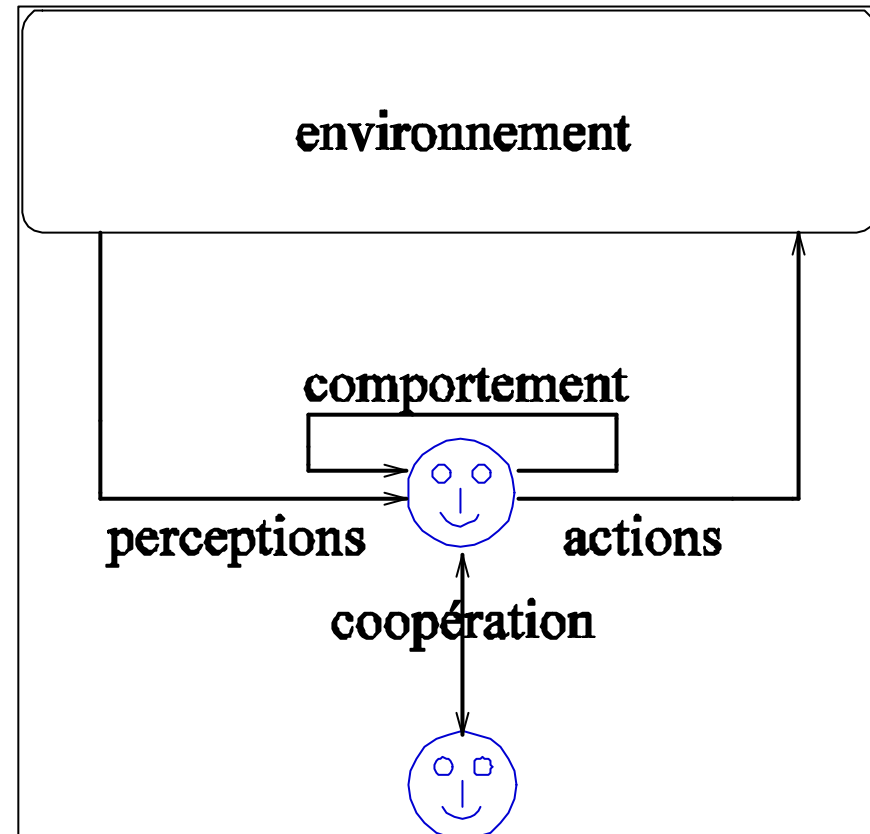 environnement
comportement
perceptions
actions
coopération